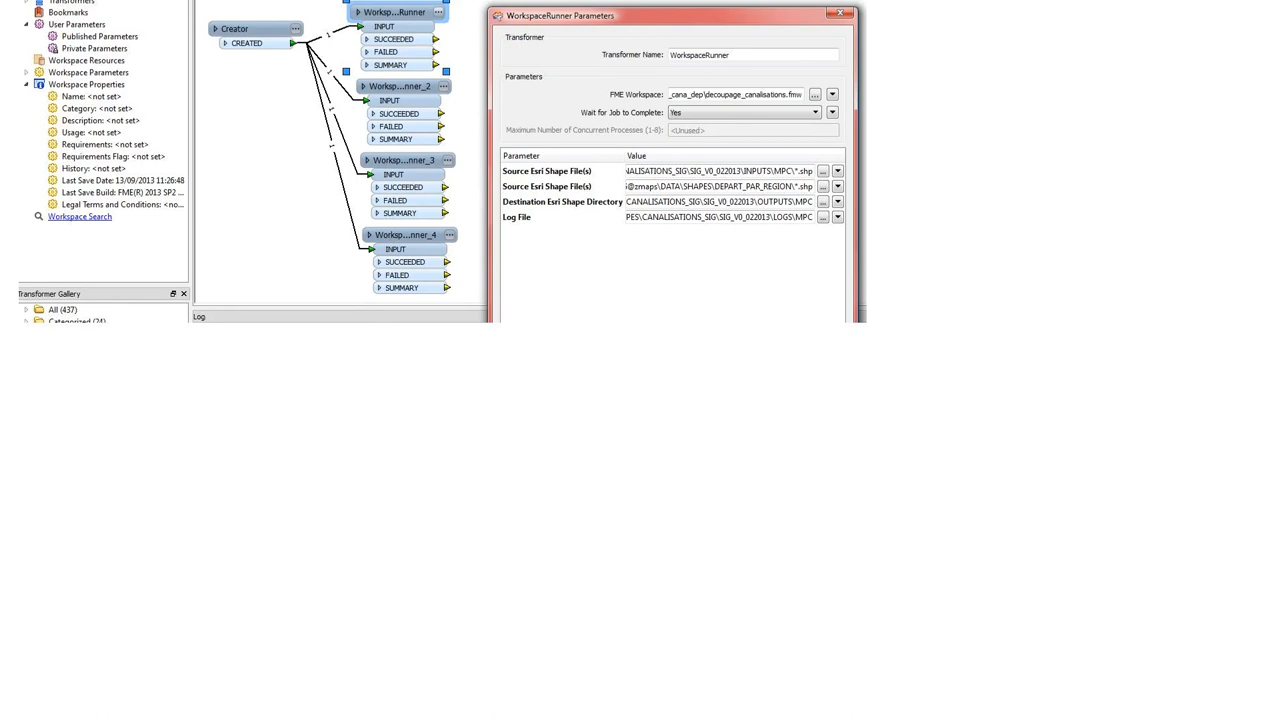 Transformers
Bookmarks
User Parameters
Published Parameters
Private Parameters
Workspace Resources
Workspace Parameters
Workspace Properties
Name: <not set>
Category: <not set>
Description: <not set>
Usage: <not set>
Requirements: <not set>
Requirements Flag: <not set>
History: <not set>
Last Save Date: 13/09/2013 11:26:48
Last Save Build: FME(R) 2013 SP2 ...
Legal Terms and Conditions: <no...
Workspace Search
Transformer Gallery
All (437)
Categorized (24)
Creator
CREATED
1
1
1
1
Worksp...Runner
INPUT
SUCCEEDED
FAILED
SUMMARY
Worksp...nner_2
INPUT
SUCCEEDED
FAILED
SUMMARY
Worksp...nner_3
INPUT
SUCCEEDED
FAILED
SUMMARY
Worksp...nner_4
INPUT
SUCCEEDED
FAILED
SUMMARY
Log
WorkspaceRunner Parameters
Transformer
Transformer Name: WorkspaceRunner
Parameters
FME Workspace: _cana_dep\decoupage_canalisations.fmw
Wait for Job to Complete: Yes
Maximum Number of Concurrent Processes (1-8): <Unused>
Parameter Value
Source Esri Shape File(s) \NALISATIONS_SIG\SIG_V0_022013\INPUTS\MPC\*.shp
Source Esri Shape File(s) @zmaps\DATA\SHAPES\DEPART_PAR_REGION\*.shp
Destination Esri Shape Directory CANALISATIONS_SIG\SIG_V0_022013\OUTPUTS\MPC
Log File PES\CANALISATIONS_SIG\SIG_V0_022013\LOGS\MPC